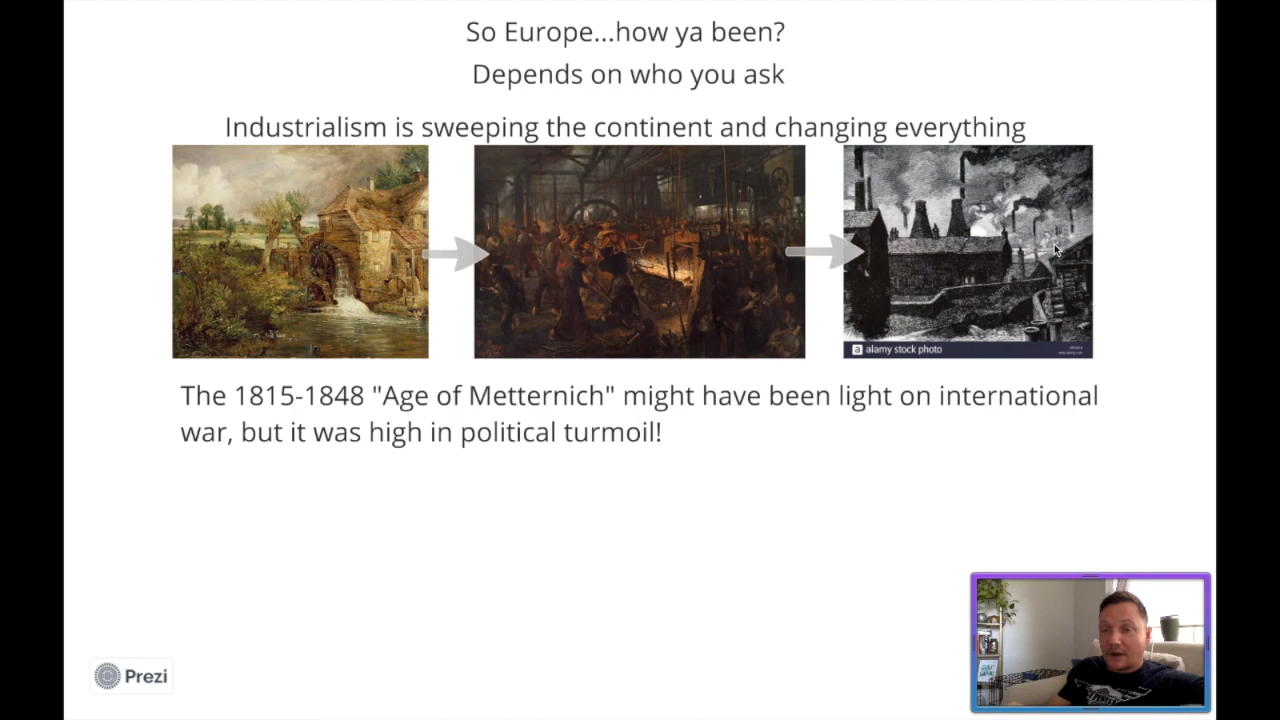 So Europe...how ya been?
Depends on who you ask
Industrialism is sweeping the continent and changing everything
a alamy stock photo
The 1815-1848 "Age of Metternich" might have been light on international
war, but it was high in political turmoil!
Prezi